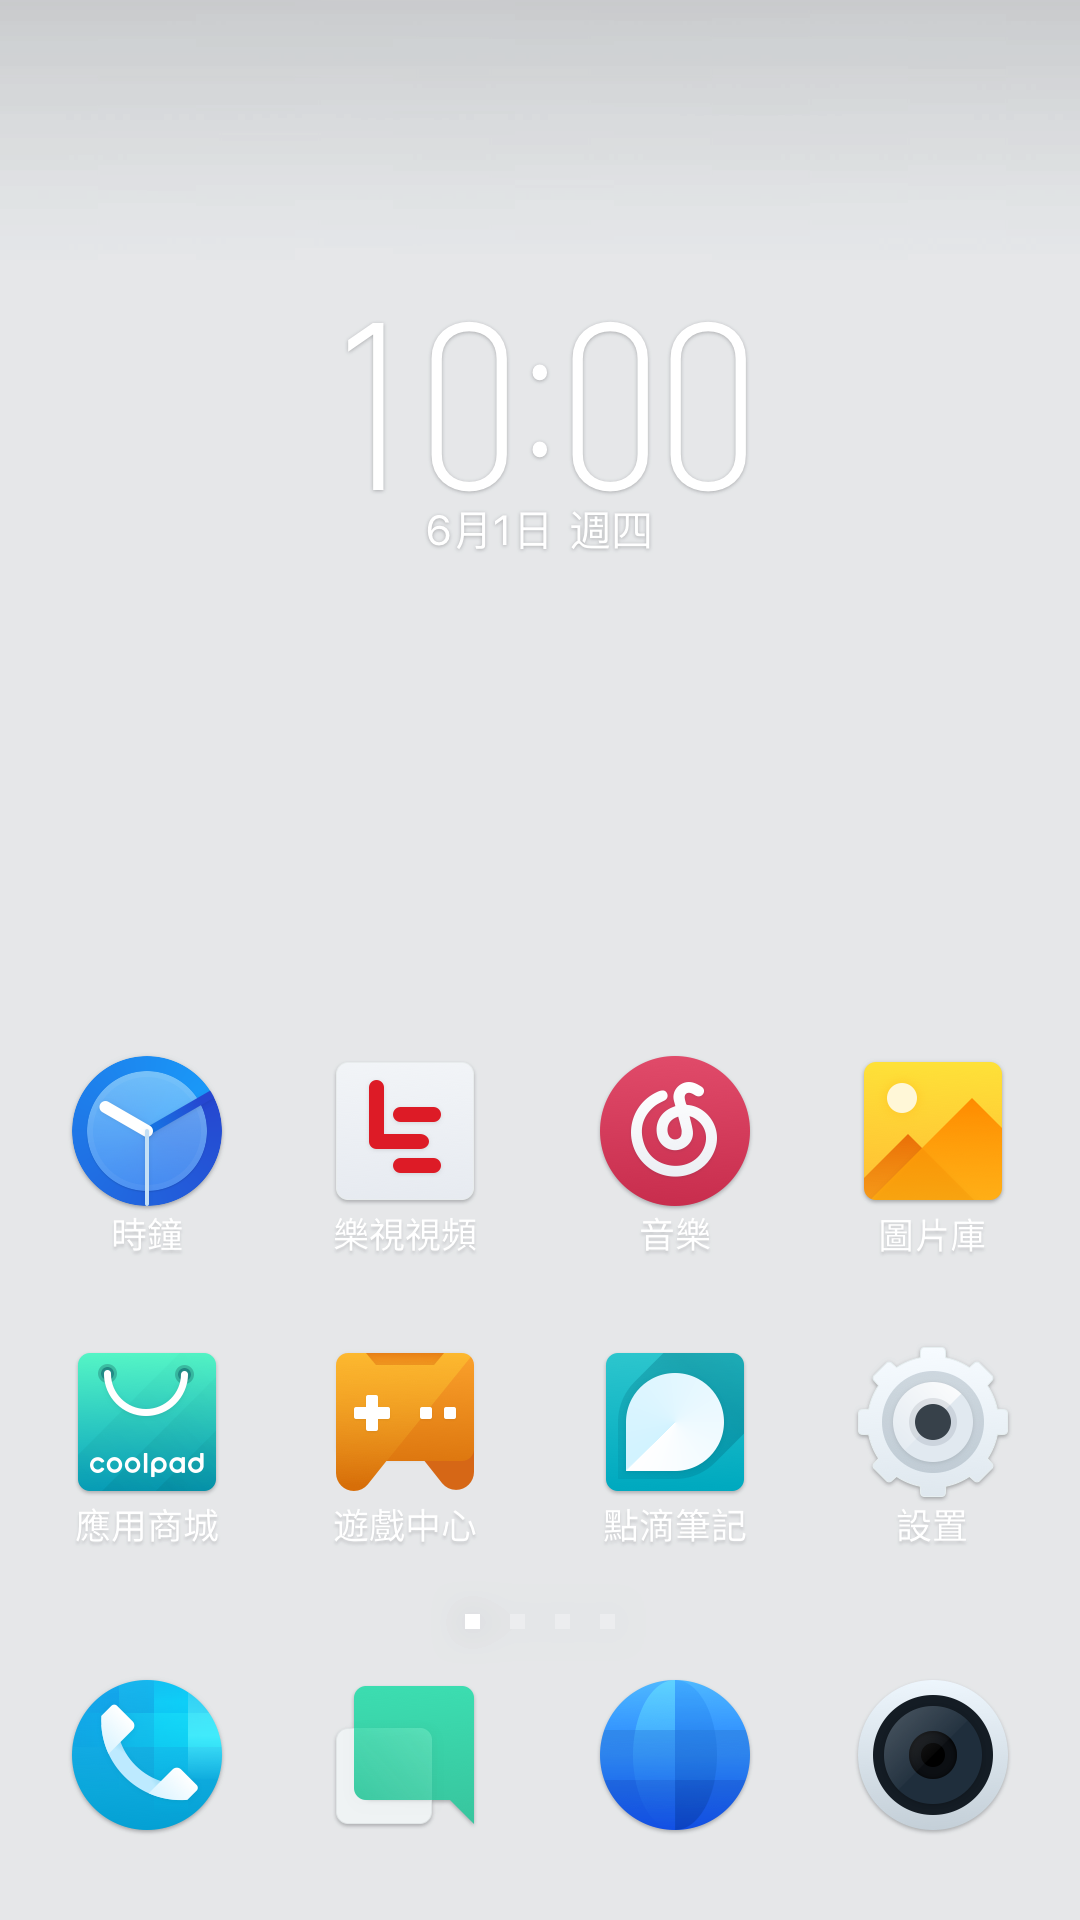 10:00
6月1日 週四
時鐘
樂視視頻
音樂
圖片庫
coolpad
應用商城
遊戲中心
點滴筆記
設置